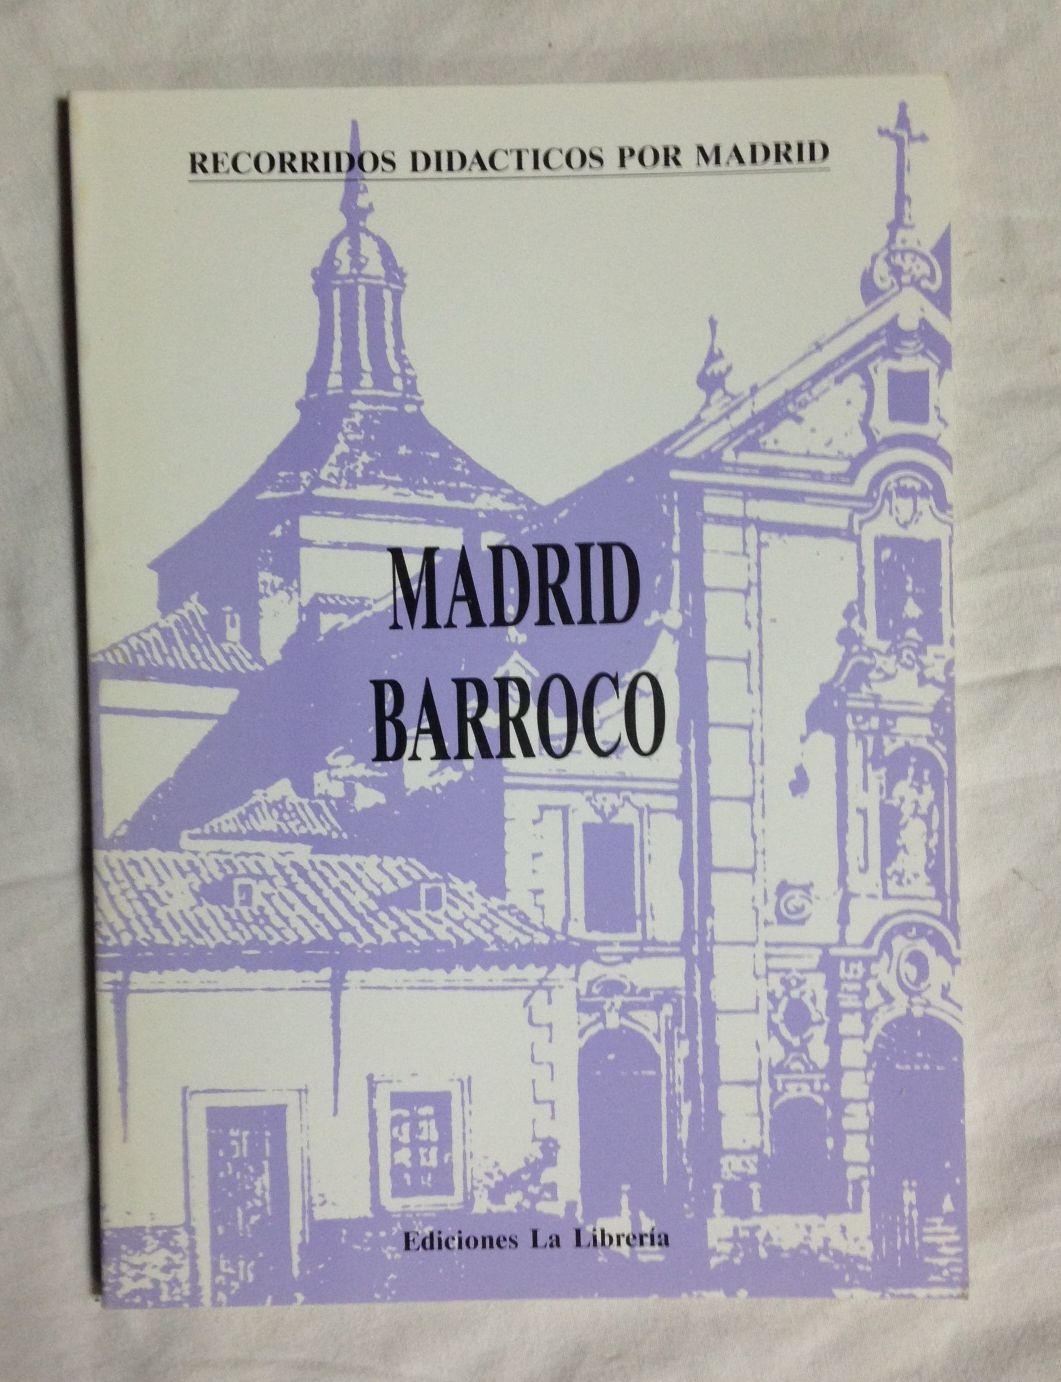 RECORRIDOS DIDACTICOS POR MADRID
MADRID
BARROCO
Ediciones La Librería